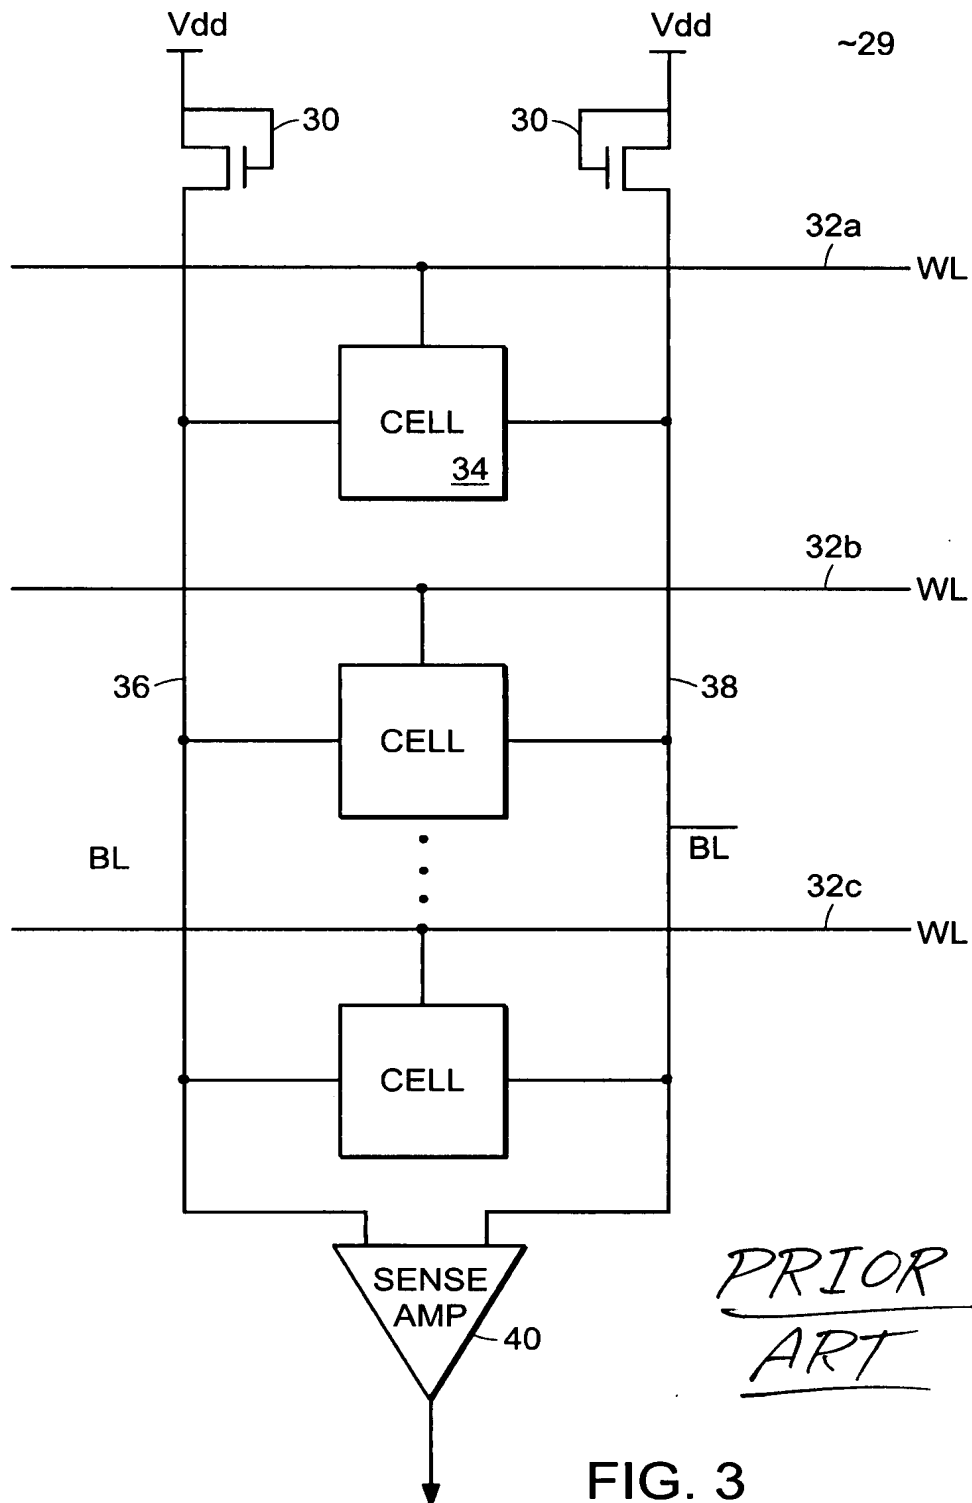 Vdd
Vdd
~29
30
30
32a
WL
CELL
34
32b
WL
36
38
CELL
BL
BL
32c
WL
CELL
SENSE
AMP
40
PRIOR
ART
FIG. 3